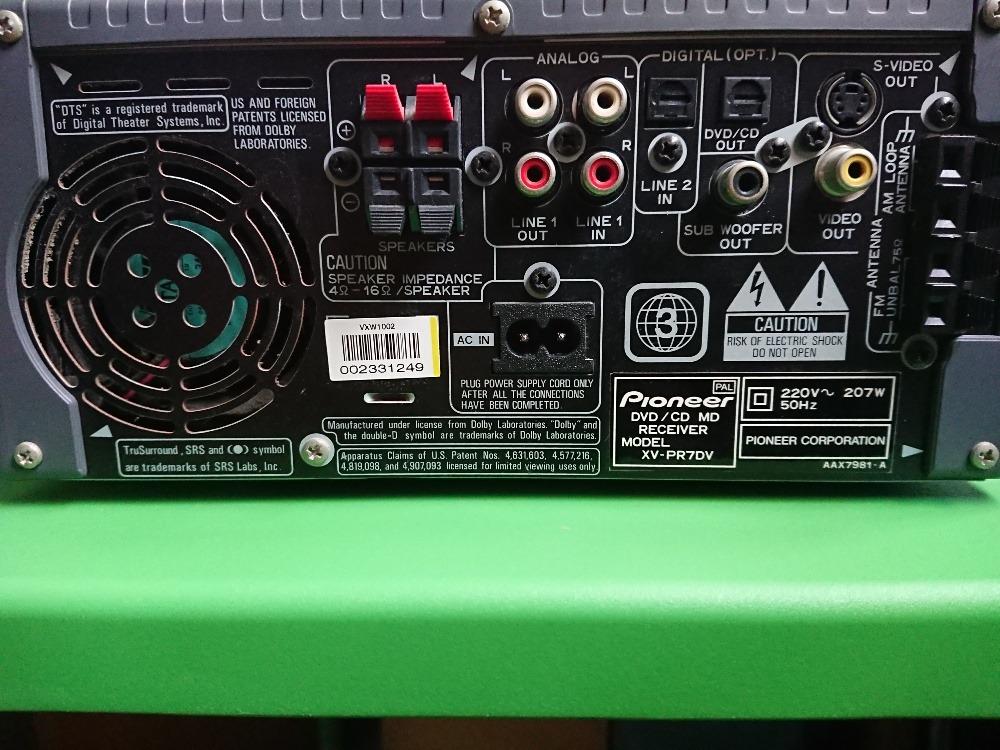 "DTS" is a registered trademark
of Digital Theater Systems, Inc.
US AND FOREIGN
PATENTS LICENSED
FROM DOLBY
LABORATORIES.
R L
+
−
SPEAKERS
CAUTION
SPEAKER IMPEDANCE
4Ω–16Ω/SPEAKER
ANALOG
L L
R R
LINE 1
OUT
LINE 1
IN
DIGITAL (OPT.)
DVD/CD
OUT
LINE 2
IN
SUB WOOFER
OUT
S-VIDEO
OUT
VIDEO
OUT
AM LOOP
ANTENNA
FM ANTENNA
UNBAL 75Ω
VXW1002
002331249
AC IN
PLUG POWER SUPPLY CORD ONLY
AFTER ALL THE CONNECTIONS
HAVE BEEN COMPLETED.
3
CAUTION
RISK OF ELECTRIC SHOCK
DO NOT OPEN
TruSurround, SRS and (●) symbol
are trademarks of SRS Labs, Inc.
Manufactured under license from Dolby Laboratories. "Dolby" and
the double-D symbol are trademarks of Dolby Laboratories.
Apparatus Claims of U.S. Patent Nos. 4,631,603, 4,577,216,
4,819,098, and 4,907,093 licensed for limited viewing uses only
PAL
Pioneer
DVD/CD MD
RECEIVER
MODEL
XV-PR7DV
220V~ 207W
50Hz
PIONEER CORPORATION
AAX7981-A